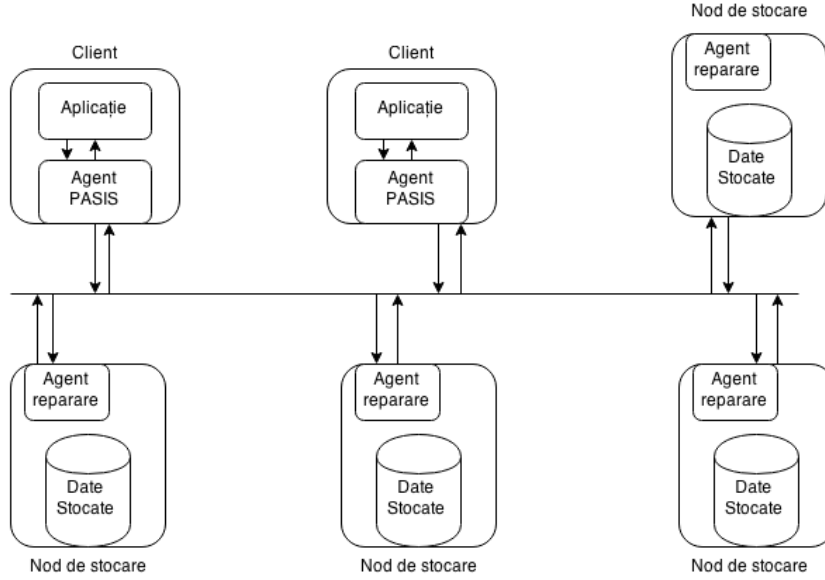 Nod de stocare
Client
Client
Agent
reparare
Aplicație
Aplicație
Date
Stocate
Agent
PASIS
Agent
PASIS
Agent
reparare
Agent
reparare
Agent
reparare
Date
Stocate
Date
Stocate
Date
Stocate
Nod de stocare
Nod de stocare
Nod de stocare